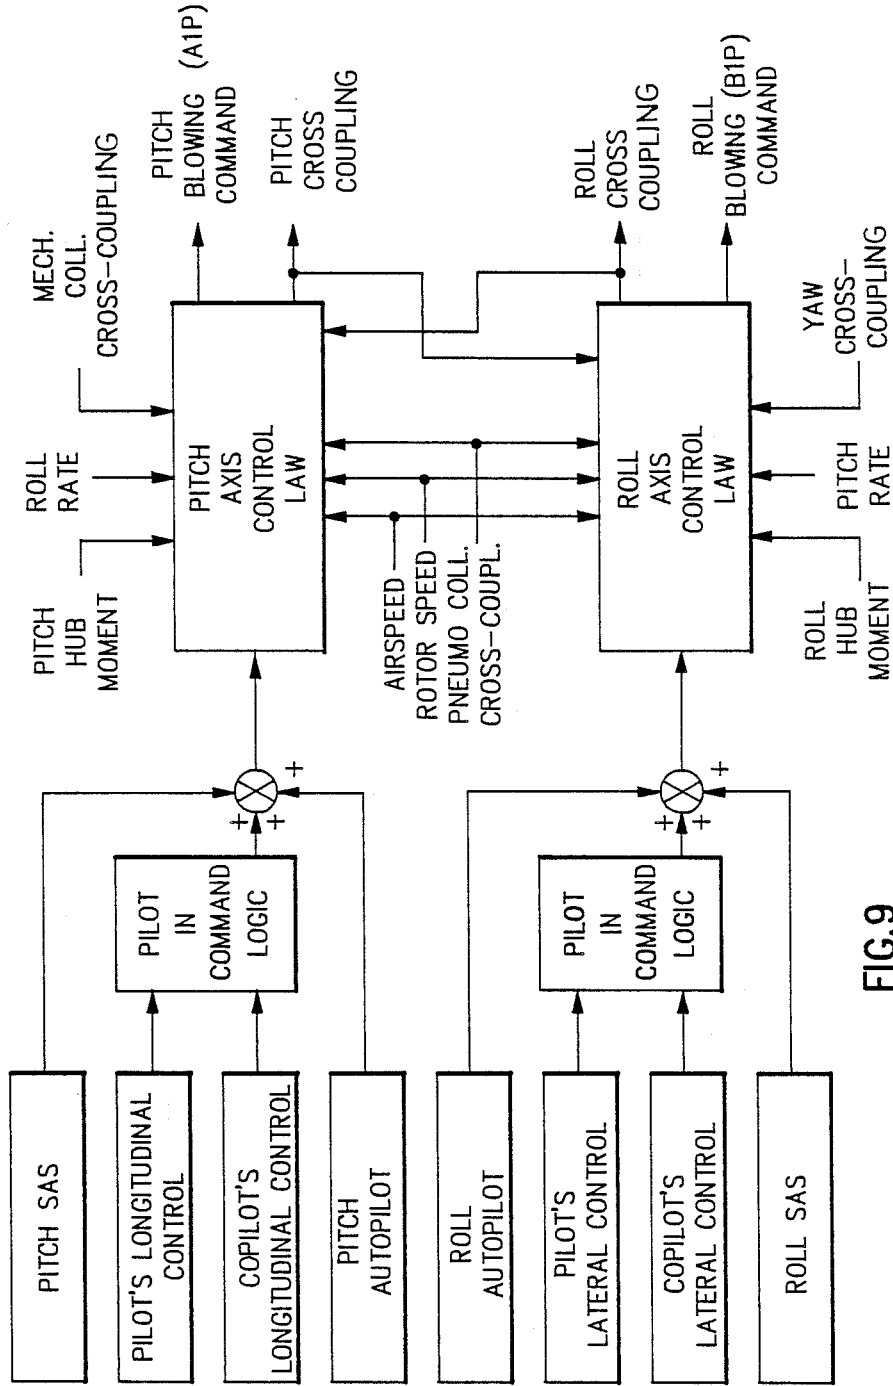 PITCH SAS
PILOT'S LONGITUDINAL
CONTROL
COPILOT'S
LONGITUDINAL CONTROL
PITCH
AUTOPILOT
ROLL
AUTOPILOT
PILOT'S
LATERAL CONTROL
COPILOT'S
LATERAL CONTROL
ROLL SAS
PILOT
IN
COMMAND
LOGIC
+
+
+
PILOT
IN
COMMAND
LOGIC
+
+
+
PITCH
HUB
MOMENT
ROLL
RATE
MECH.
COLL.
CROSS-COUPLING
PITCH
AXIS
CONTROL
LAW
PITCH
BLOWING (A1P)
COMMAND
PITCH
CROSS
COUPLING
AIRSPEED
ROTOR SPEED
PNEUMO COLL.
CROSS-COUPL.
ROLL
AXIS
CONTROL
LAW
ROLL
CROSS
COUPLING
ROLL
BLOWING (B1P)
COMMAND
ROLL
HUB
MOMENT
PITCH
RATE
YAW
CROSS-
COUPLING
FIG.9